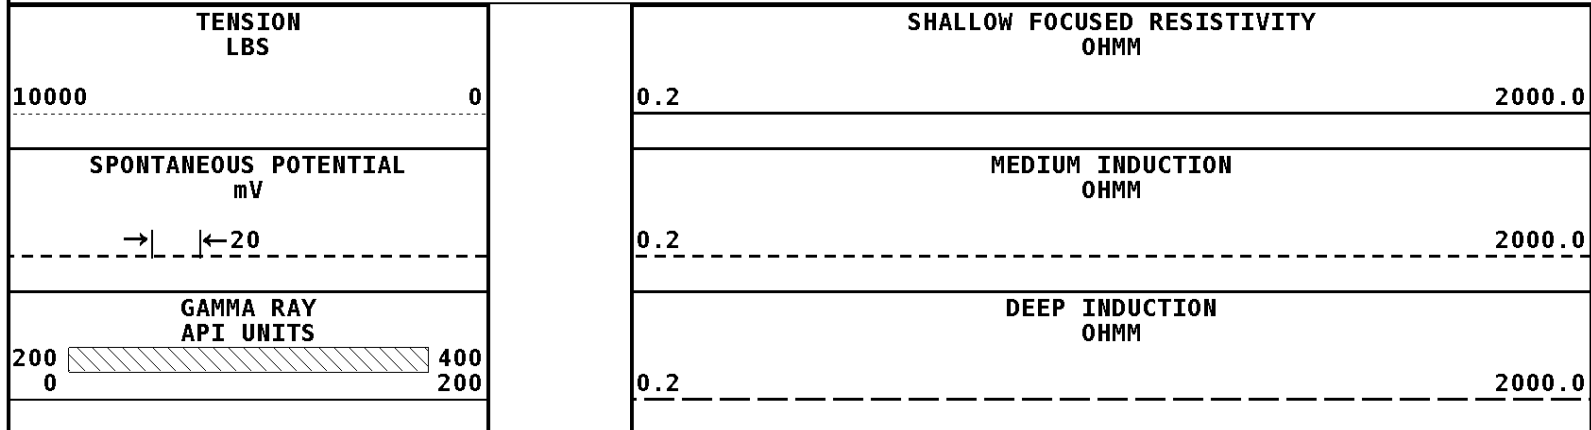 TENSION
LBS
10000 0
SPONTANEOUS POTENTIAL
mV
→| |←20
GAMMA RAY
API UNITS
200 400
0 200
SHALLOW FOCUSED RESISTIVITY
OHMM
0.2 2000.0
MEDIUM INDUCTION
OHMM
0.2 2000.0
DEEP INDUCTION
OHMM
0.2 2000.0